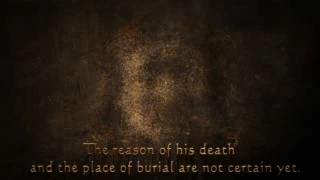 The reason of his death
and the place of burial are not certain yet.